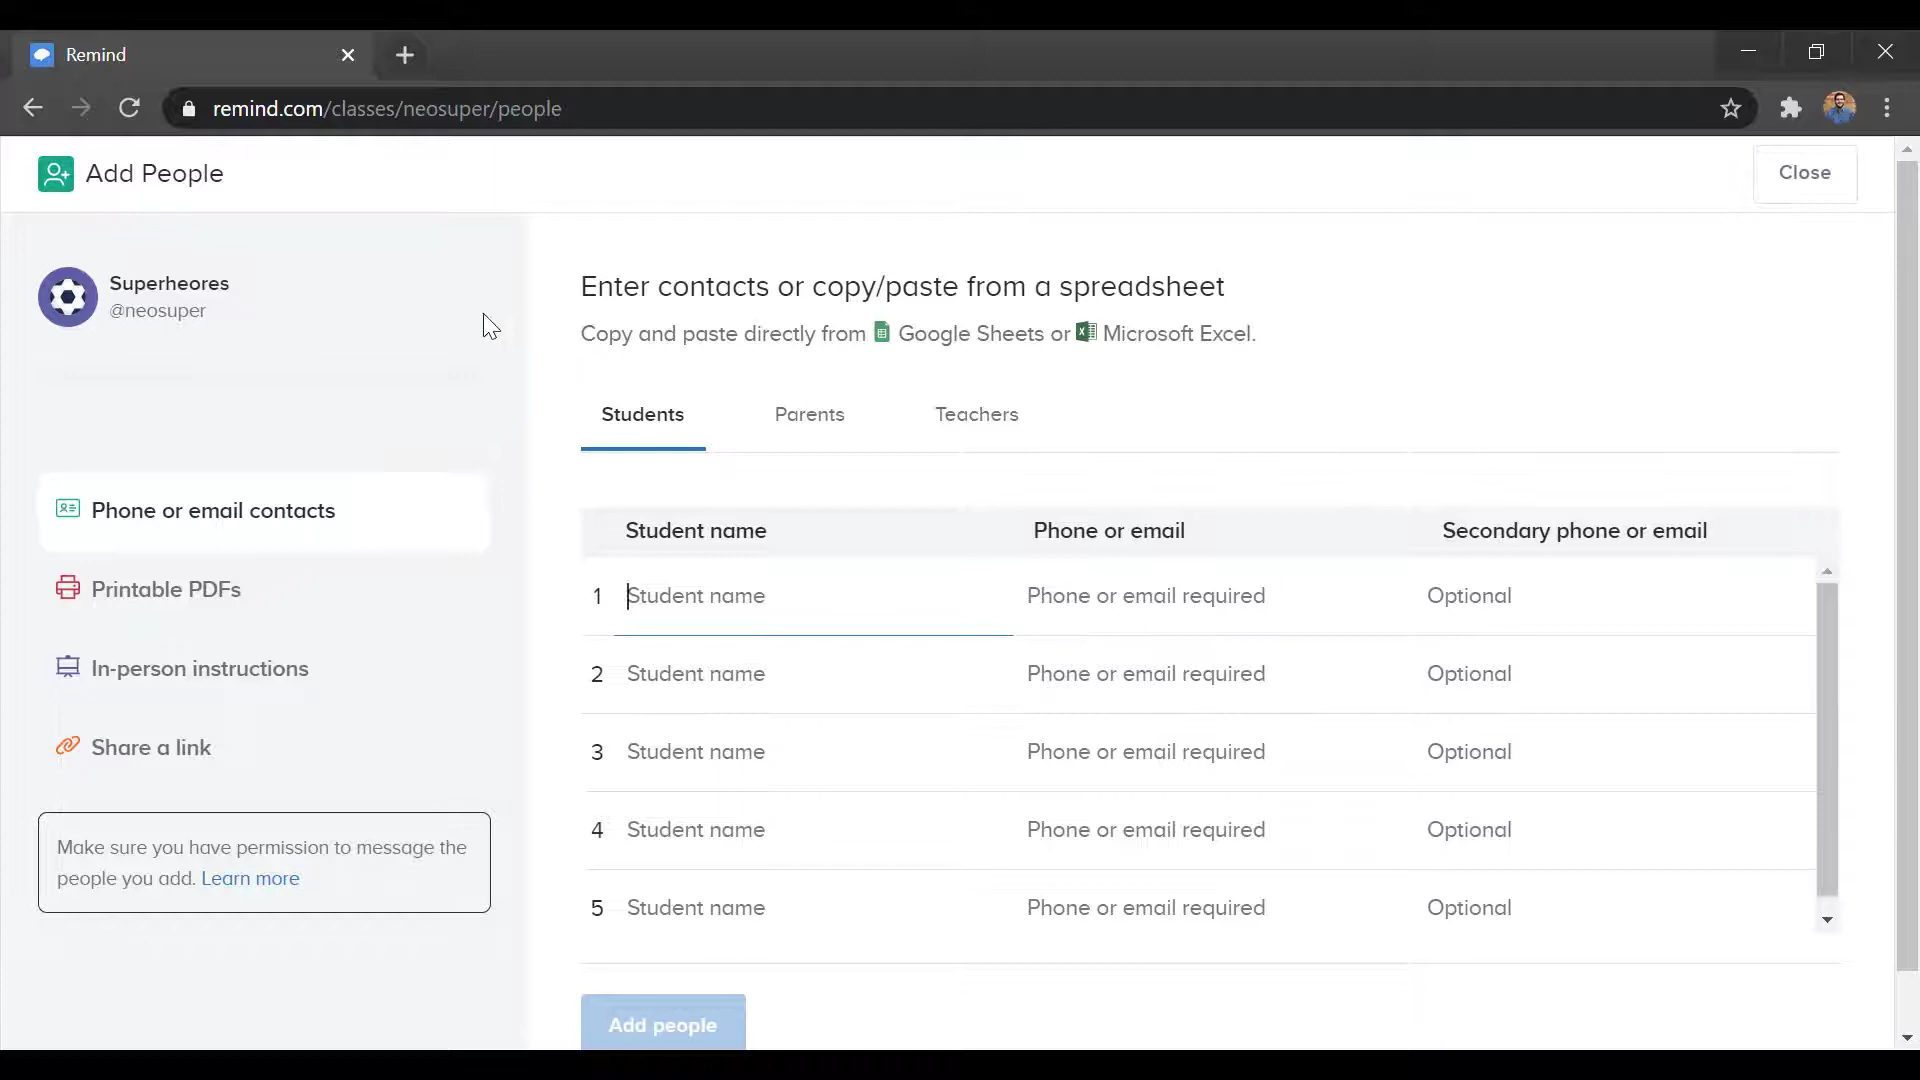 Remind
remind.com/classes/neosuper/people
Add People
Close
Superheores
@neosuper
Phone or email contacts
Printable PDFs
In-person instructions
Share a link
Make sure you have permission to message the
people you add. Learn more
Enter contacts or copy/paste from a spreadsheet
Copy and paste directly from Google Sheets or Microsoft Excel.
Students Parents Teachers
Student name Phone or email Secondary phone or email
1 Student name Phone or email required Optional
2 Student name Phone or email required Optional
3 Student name Phone or email required Optional
4 Student name Phone or email required Optional
5 Student name Phone or email required Optional
Add people